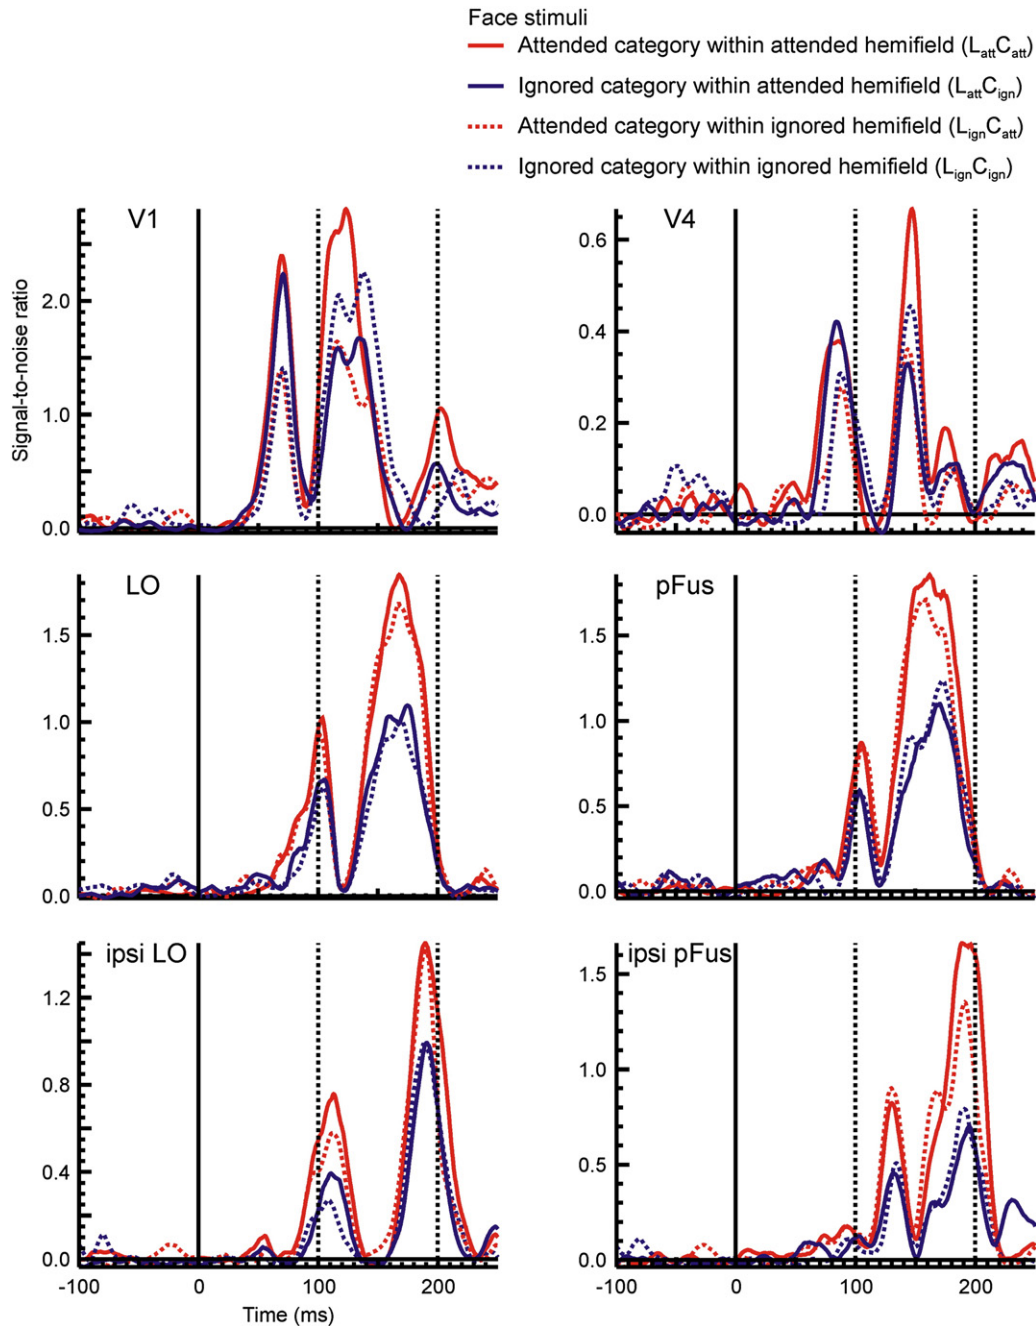 Face stimuli
Attended category within attended hemifield (LattCatt)
Ignored category within attended hemifield (LattCign)
Attended category within ignored hemifield (LignCatt)
Ignored category within ignored hemifield (LignCign)
V1
V4
Signal-to-noise ratio
2.0
1.0
0.0
0.6
0.4
0.2
0.0
LO
pFus
1.5
1.0
0.5
0.0
1.5
1.0
0.5
0.0
ipsi LO
ipsi pFus
1.2
0.8
0.4
0.0
1.5
1.0
0.5
0.0
-100 0 100 200
-100 0 100 200
Time (ms)